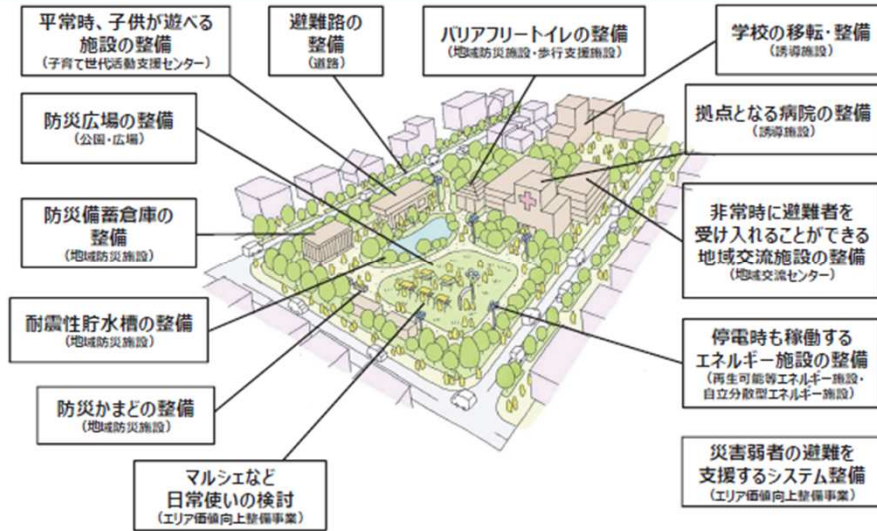 平常時、子供が遊べる
施設の整備
(子育て世代活動支援センター)
避難路の
整備
(道路)
バリアフリートイレの整備
(地域防災施設・歩行支援施設)
学校の移転・整備
(誘導施設)
防災広場の整備
(公園・広場)
拠点となる病院の整備
(誘導施設)
防災備蓄倉庫の
整備
(地域防災施設)
非常時に避難者を
受け入れることができる
地域交流施設の整備
(地域交流センター)
耐震性貯水槽の整備
(地域防災施設)
停電時も稼働する
エネルギー施設の整備
(再生可能等エネルギー施設・
自立分散型エネルギー施設)
防災かまどの整備
(地域防災施設)
マルシェなど
日常使いの検討
(エリア価値向上整備事業)
災害弱者の避難を
支援するシステム整備
(エリア価値向上整備事業)